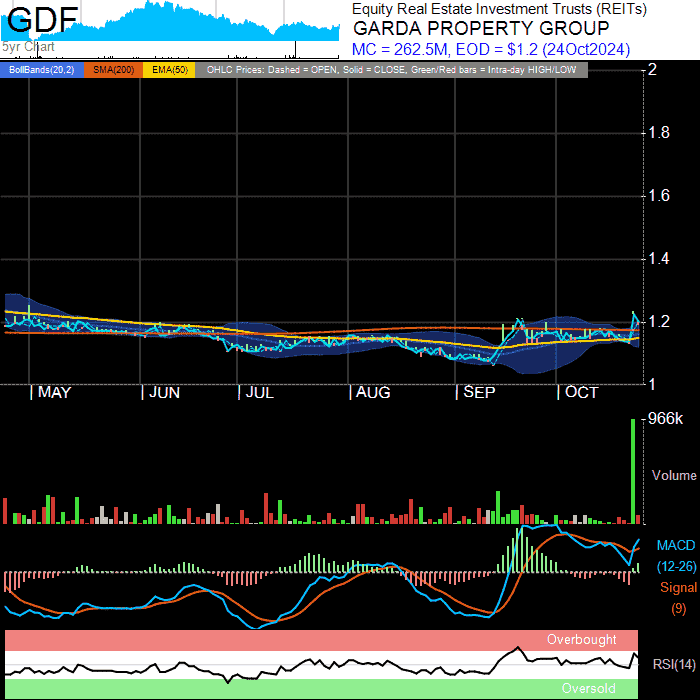 GDF
5yr Chart
Equity Real Estate Investment Trusts (REITs)
GARDA PROPERTY GROUP
MC = 262.5M, EOD = $1.2 (24Oct2024)
BollBands(20,2) SMA(200) EMA(50) OHLC Prices: Dashed = OPEN, Solid = CLOSE, Green/Red bars = Intra-day HIGH/LOW
2
1.8
1.6
1.4
1.2
1
MAY JUN JUL AUG SEP OCT
966k
Volume
MACD
(12-26)
Signal
(9)
Overbought
RSI(14)
Oversold